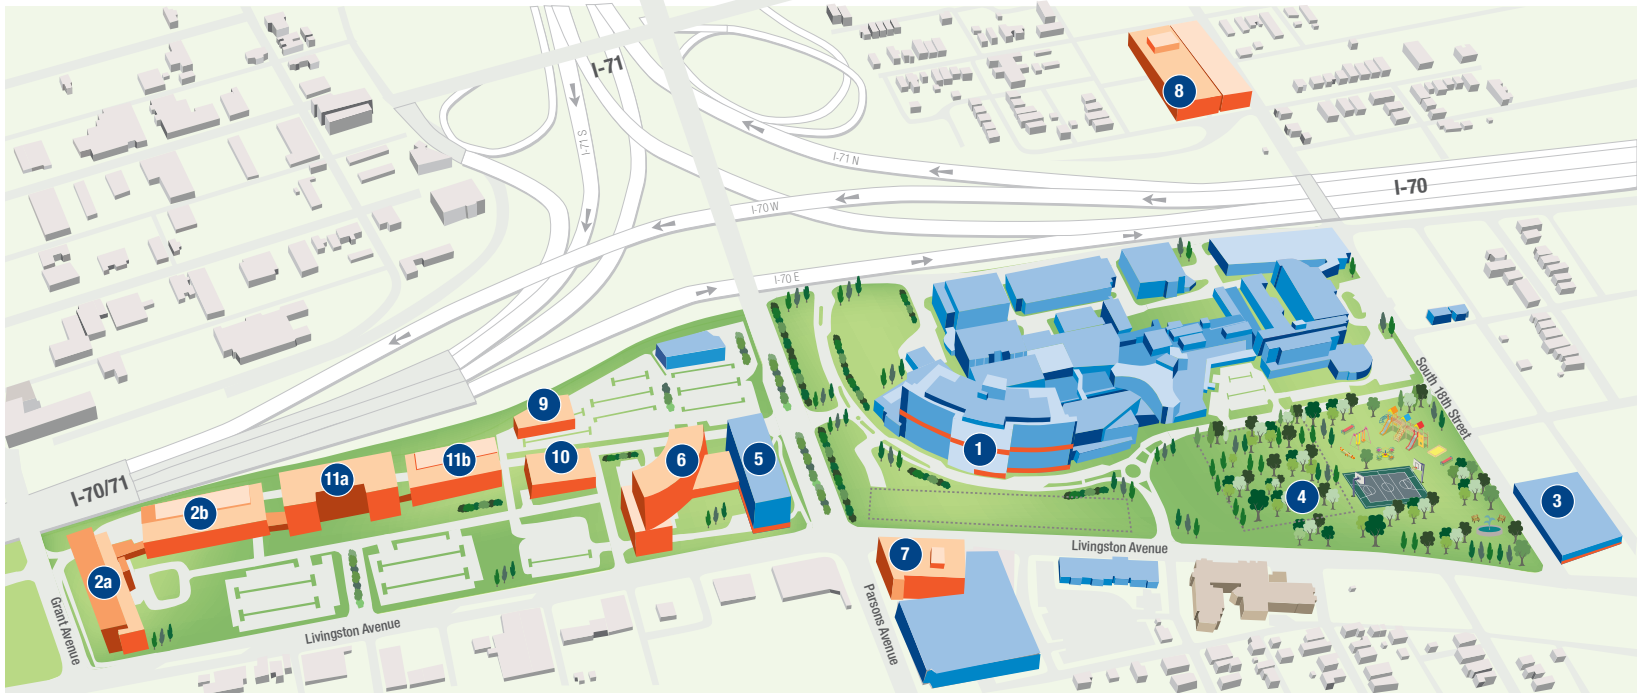 I-71
8
I-71 S
I-71 N
I-70
I-70 W
I-70 E
South 18th Street
9
1
11b
10
6
5
11a
I-70/71
2b
4
3
7
Livingston Avenue
2a
Grant Avenue
Livingston Avenue
Parsons Avenue